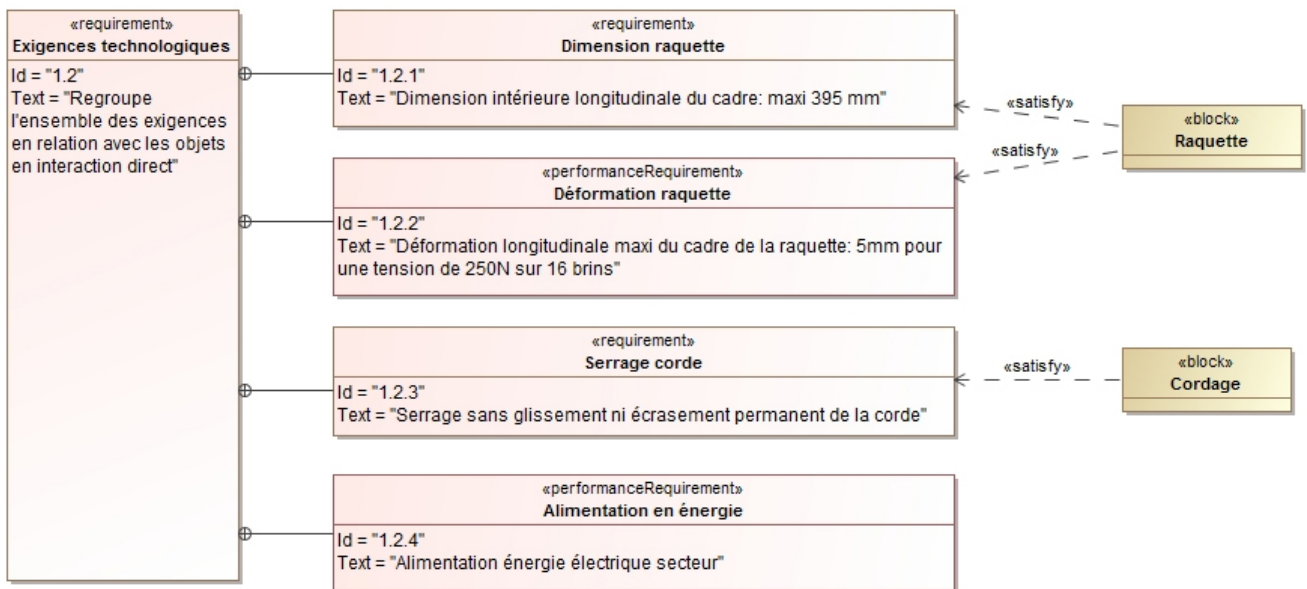 «requirement»
Exigences technologiques
Id = "1.2"
Text = "Regroupe
l'ensemble des exigences
en relation avec les objets
en interaction direct"
«requirement»
Dimension raquette
Id = "1.2.1"
Text = "Dimension intérieure longitudinale du cadre: maxi 395 mm"
«satisfy»
«block»
Raquette
«satisfy»
«performanceRequirement»
Déformation raquette
Id = "1.2.2"
Text = "Déformation longitudinale maxi du cadre de la raquette: 5mm pour
une tension de 250N sur 16 brins"
«requirement»
Serrage corde
Id = "1.2.3"
Text = "Serrage sans glissement ni écrasement permanent de la corde"
«satisfy»
«block»
Cordage
«performanceRequirement»
Alimentation en énergie
Id = "1.2.4"
Text = "Alimentation énergie électrique secteur"